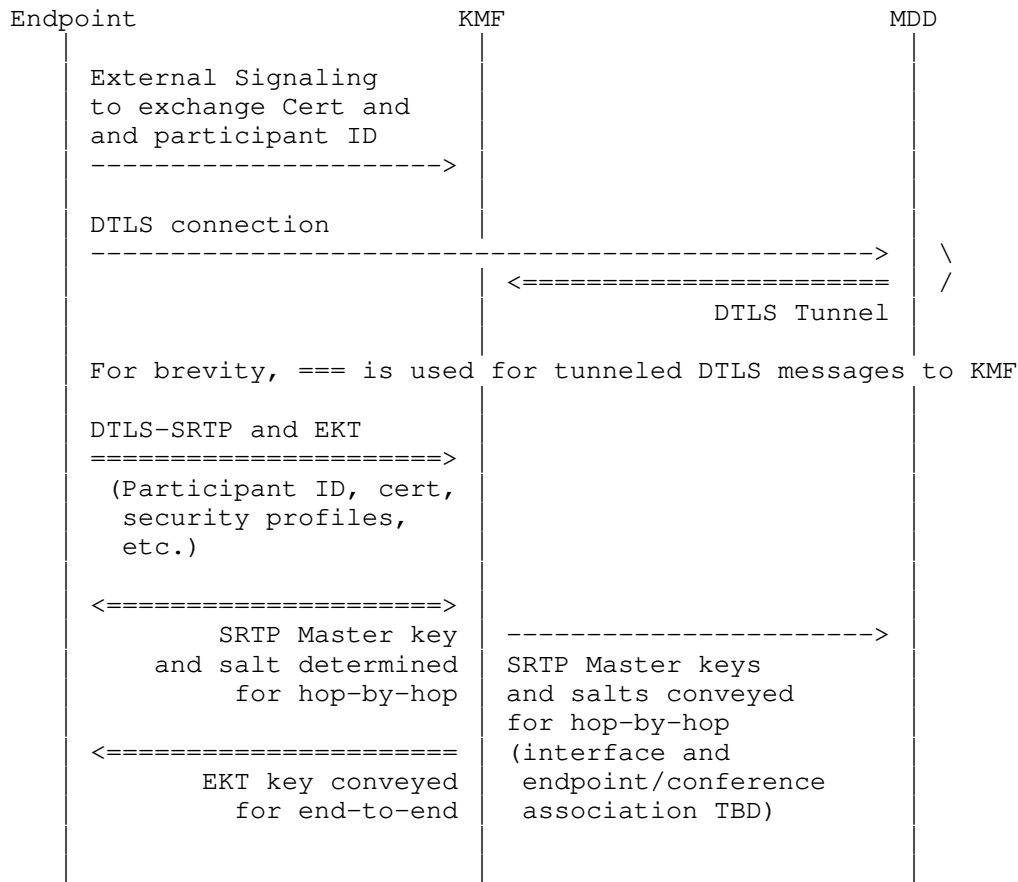 Endpoint KMF MDD
External Signaling
to exchange Cert and
and participant ID
---------------------->
DTLS connection
-------------------------------------------------> \
<======================= /
DTLS Tunnel
For brevity, === is used for tunneled DTLS messages to KMF
DTLS-SRTP and EKT
======================>
(Participant ID, cert,
security profiles,
etc.)
<=====================>
SRTP Master key ----------------------->
and salt determined SRTP Master keys
for hop-by-hop and salts conveyed
for hop-by-hop
<====================== (interface and
EKT key conveyed endpoint/conference
for end-to-end association TBD)